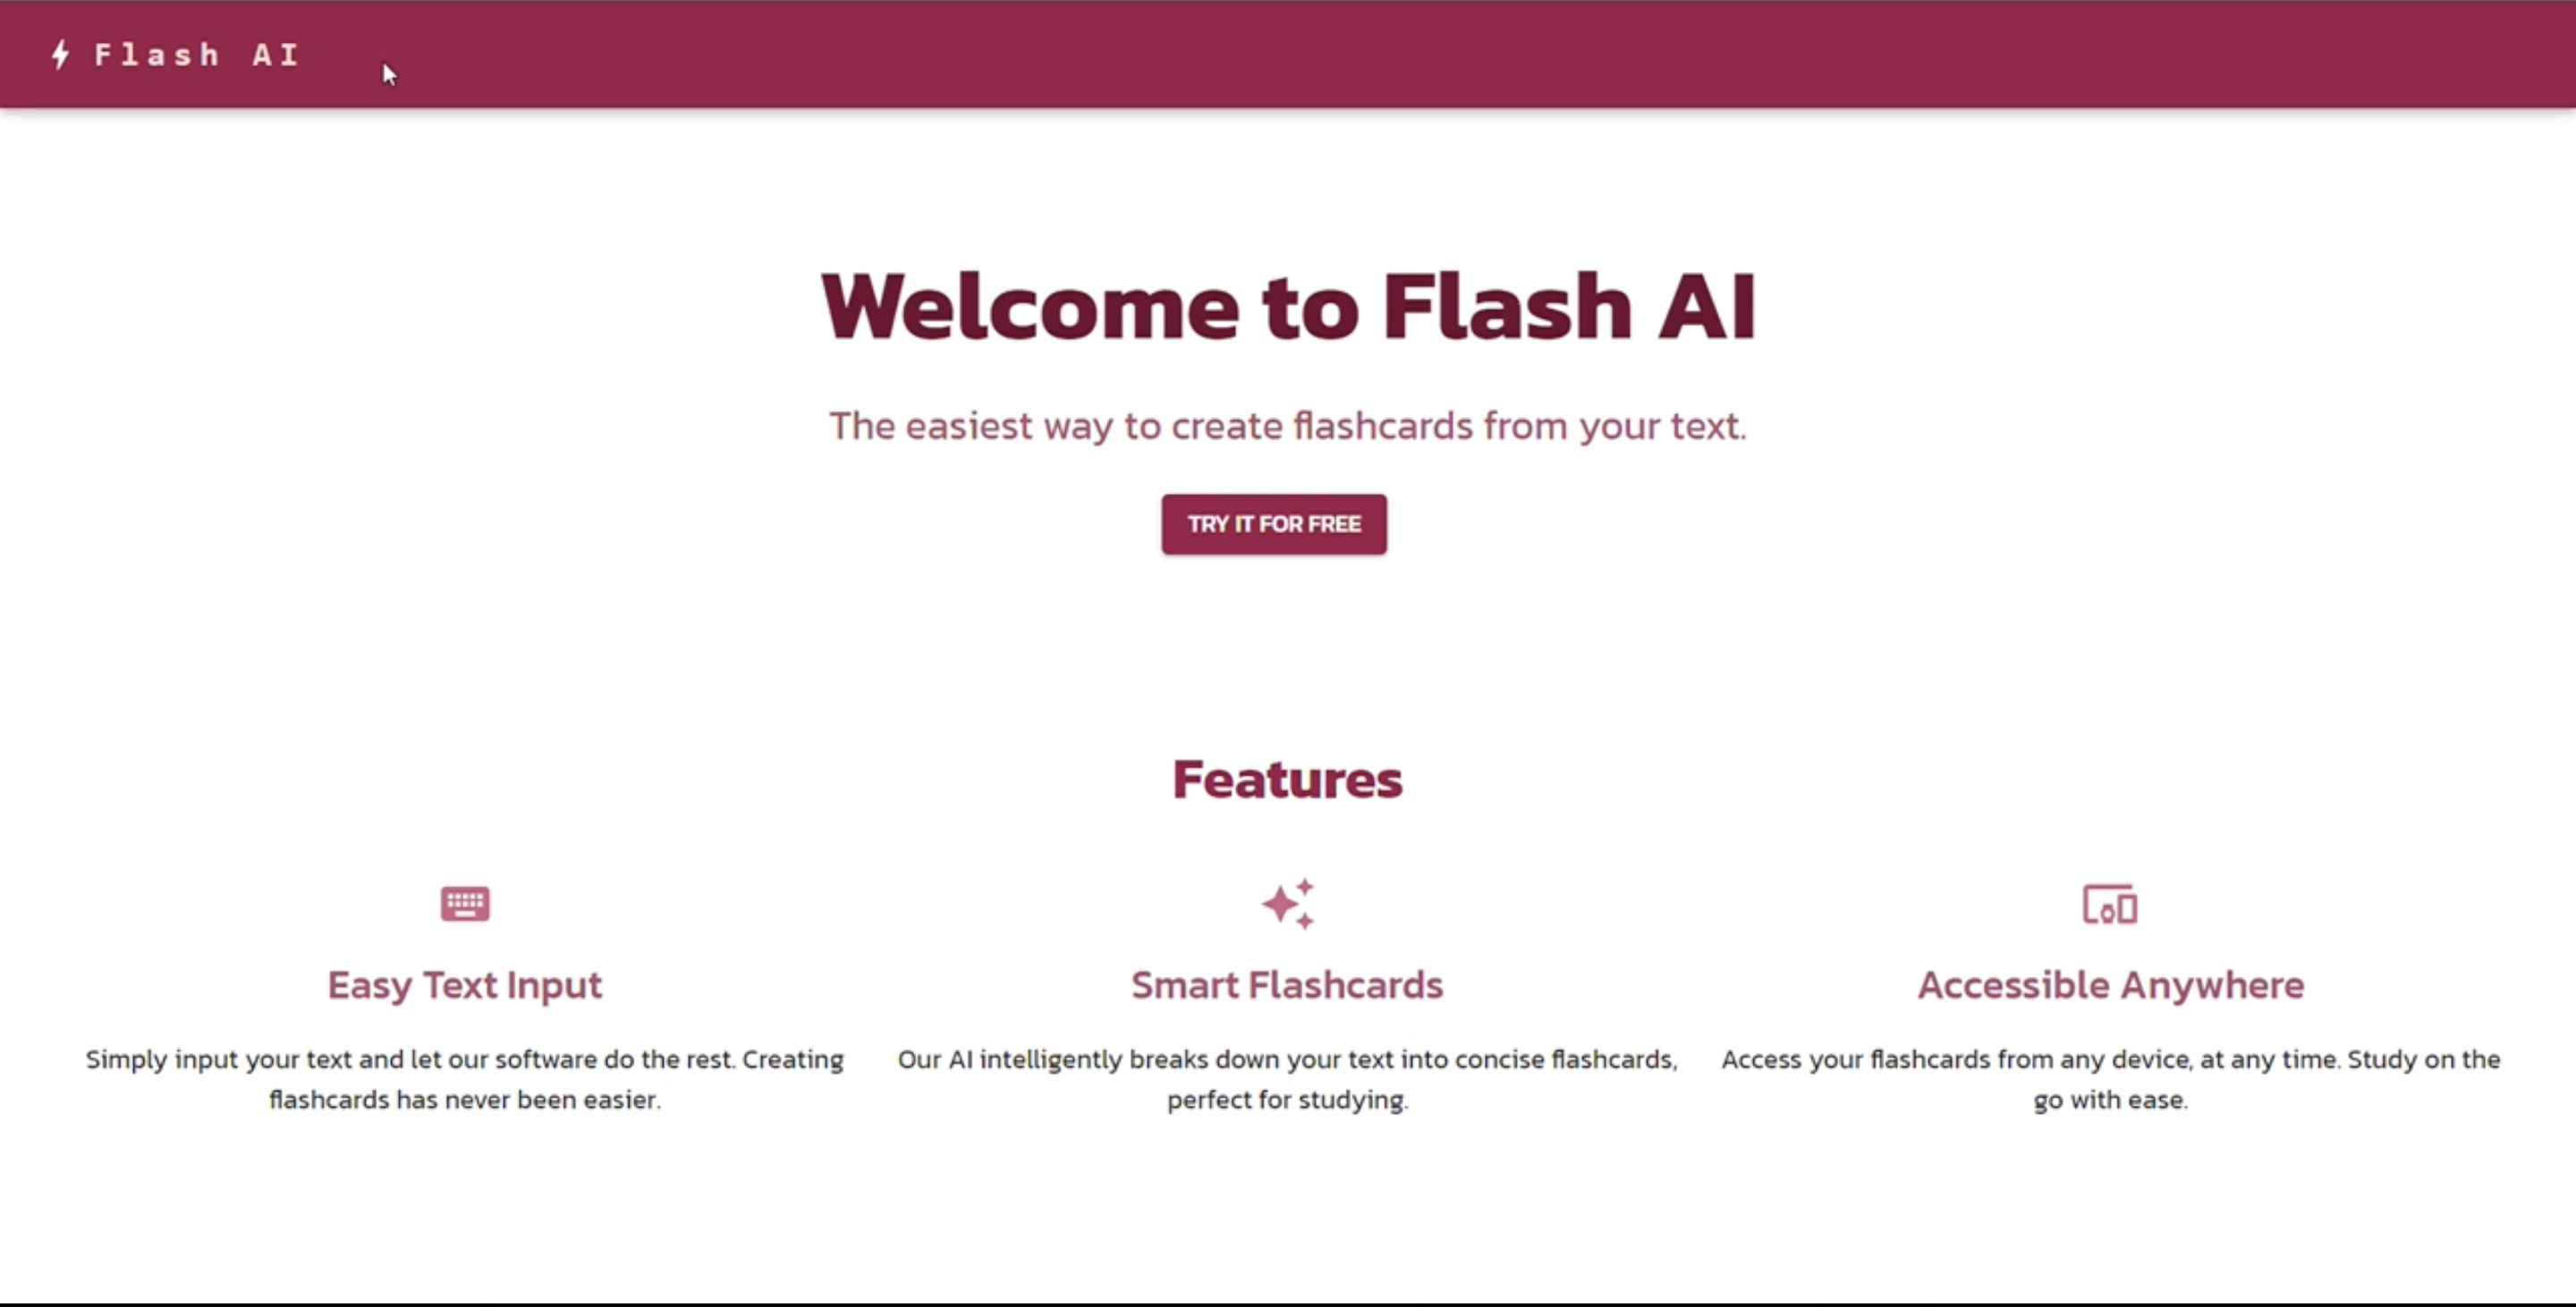 Flash AI
Welcome to Flash AI
The easiest way to create flashcards from your text.
TRY IT FOR FREE
Features
Easy Text Input
Simply input your text and let our software do the rest. Creating
flashcards has never been easier.
Smart Flashcards
Our AI intelligently breaks down your text into concise flashcards,
perfect for studying.
Accessible Anywhere
Access your flashcards from any device, at any time. Study on the
go with ease.